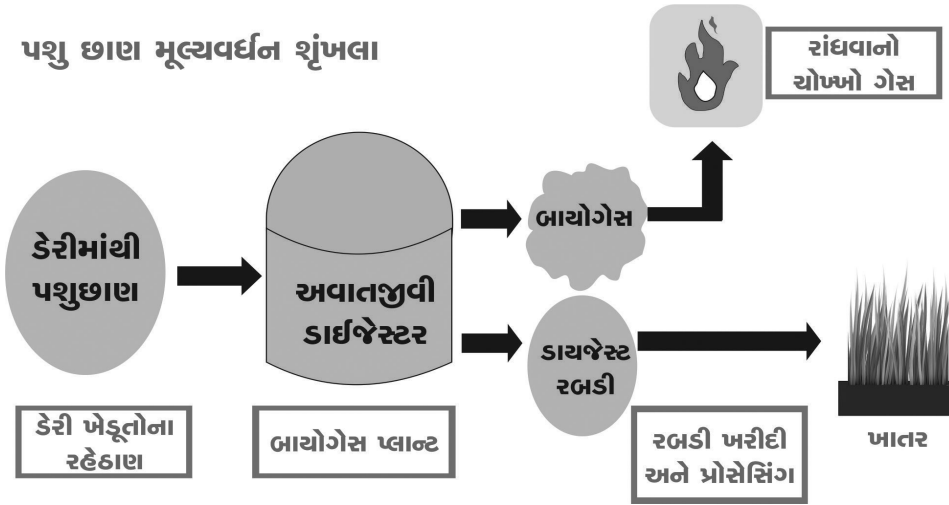 પશુ છાણ મૂલ્યવર્ધન શૃંખલા
રાંધવાનો
ચોખ્ખો ગેસ
ડેરીમાંથી
પશુછાણ
અવાતજીવી
ડાઈજેસ્ટર
બાયોગેસ
ડાયજેસ્ટ
રબડી
ડેરી ખેડૂતોના
રહેઠાણ
બાયોગેસ પ્લાન્ટ
રબડી ખરીદી
અને પ્રોસેસિંગ
ખાતર